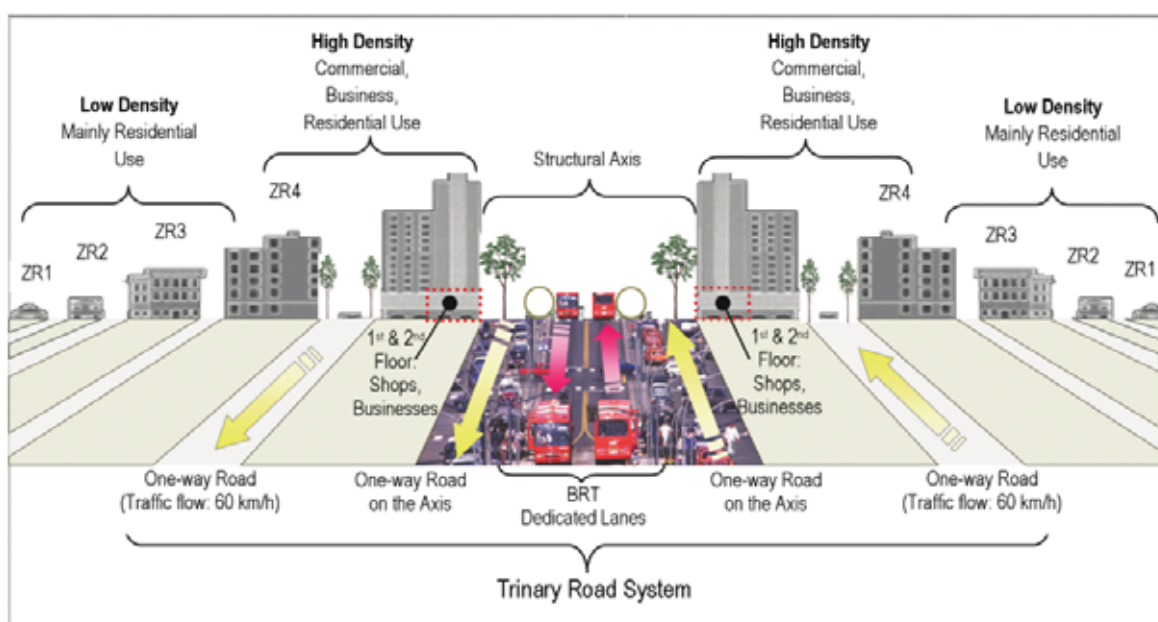 High Density
Commercial,
Business,
Residential Use
High Density
Commercial,
Business,
Residential Use
Low Density
Mainly Residential
Use
Low Density
Mainly Residential
Use
Structural Axis
ZR1
ZR2
ZR3
ZR4
ZR4
ZR3
ZR2
ZR1
1st & 2nd
Floor:
Shops,
Businesses
1st & 2nd
Floor:
Shops,
Businesses
One-way Road
(Traffic flow: 60 km/h)
One-way Road
on the Axis
BRT
Dedicated Lanes
One-way Road
on the Axis
One-way Road
(Traffic flow: 60 km/h)
Trinary Road System